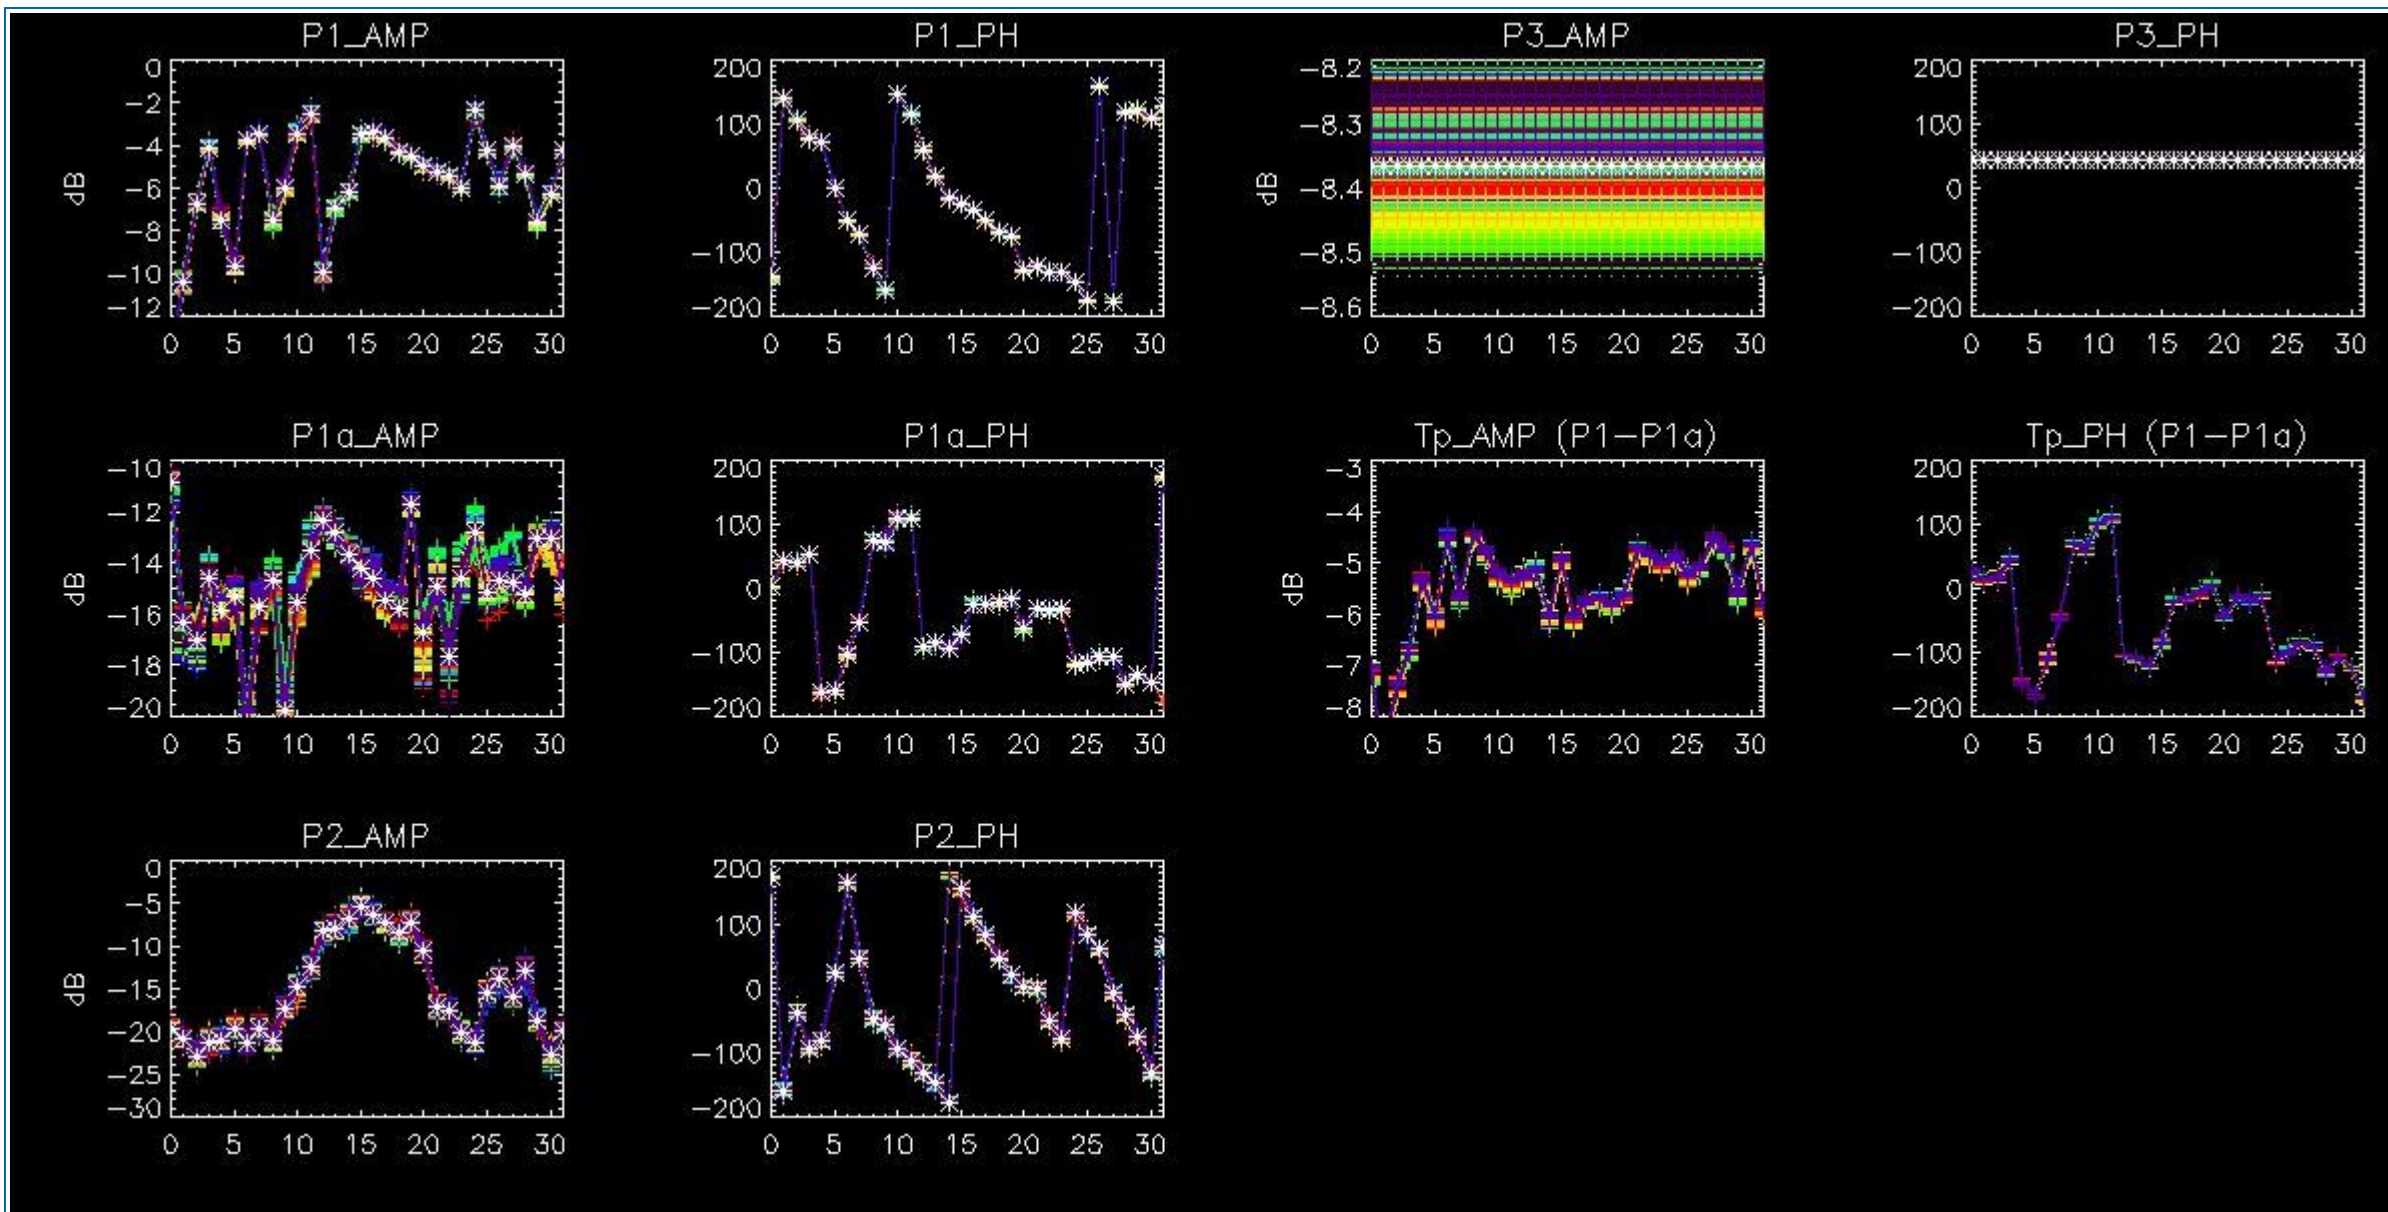 P1_AMP
dB
0
−2
−4
−6
−8
−10
−12
0 5 10 15 20 25 30
P1_PH
200
100
0
−100
−200
0 5 10 15 20 25 30
P3_AMP
dB
−8.2
−8.3
−8.4
−8.5
−8.6
0 5 10 15 20 25 30
P3_PH
200
100
0
−100
−200
0 5 10 15 20 25 30
P1a_AMP
dB
−10
−12
−14
−16
−18
−20
0 5 10 15 20 25 30
P1a_PH
200
100
0
−100
−200
0 5 10 15 20 25 30
Tp_AMP (P1−P1a)
dB
−3
−4
−5
−6
−7
−8
0 5 10 15 20 25 30
Tp_PH (P1−P1a)
200
100
0
−100
−200
0 5 10 15 20 25 30
P2_AMP
dB
0
−5
−10
−15
−20
−25
−30
0 5 10 15 20 25 30
P2_PH
200
100
0
−100
−200
0 5 10 15 20 25 30